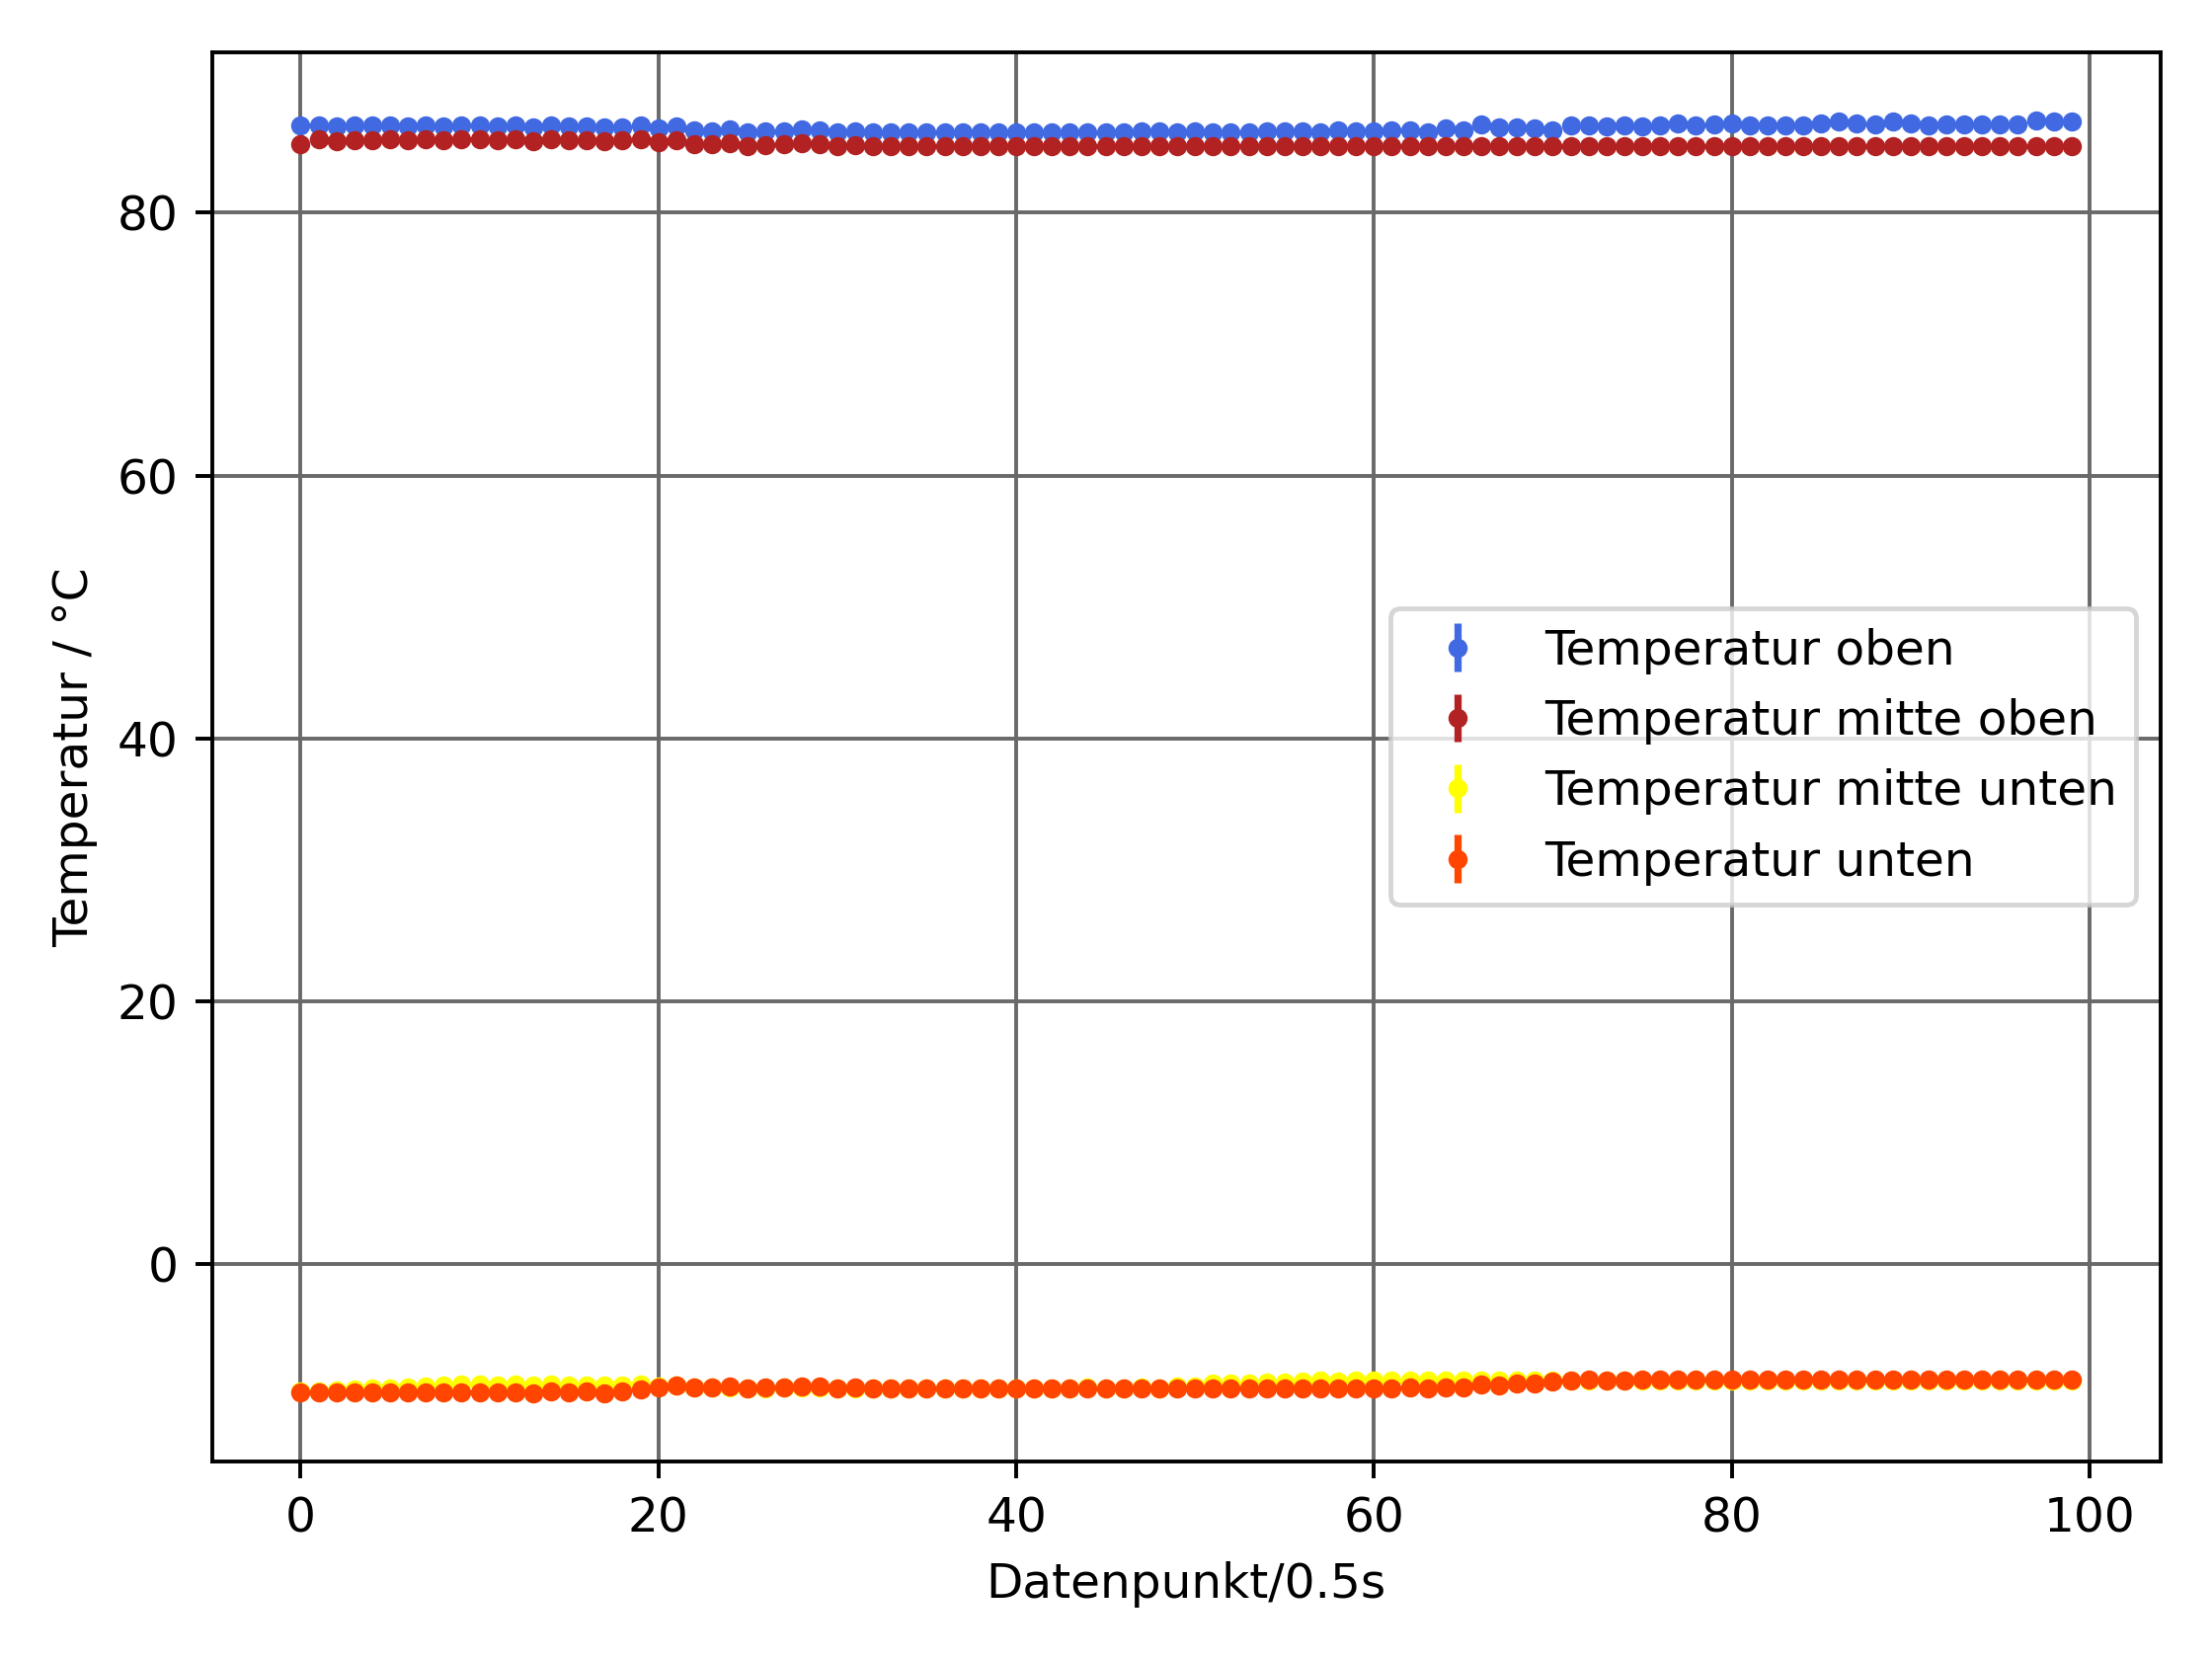 80
60
40
20
0
Temperatur / °C
Temperatur oben
Temperatur mitte oben
Temperatur mitte unten
Temperatur unten
0 20 40 60 80 100
Datenpunkt/0.5s